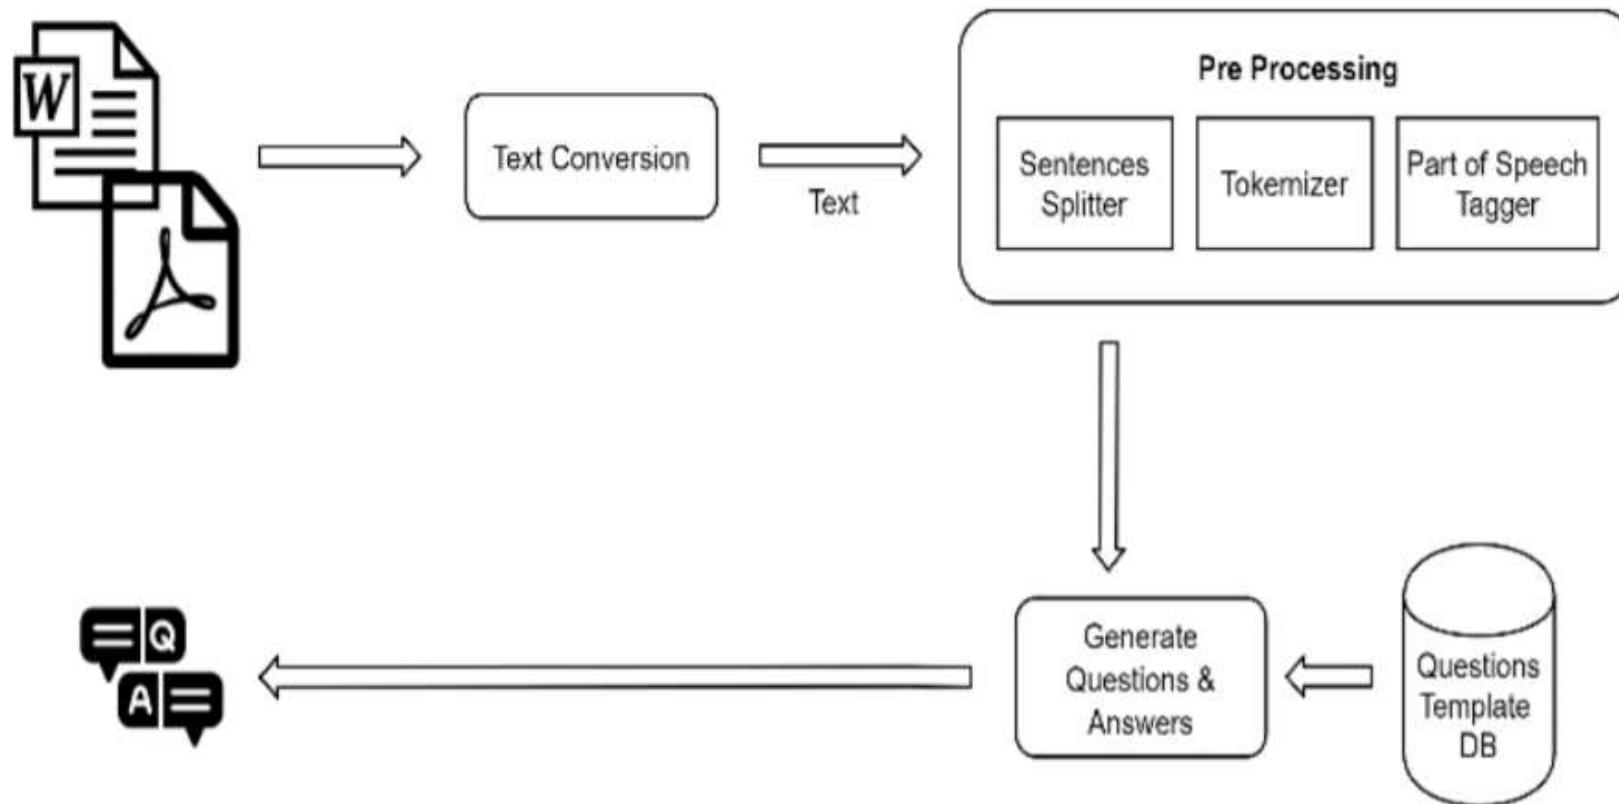 W
Text Conversion
Text
Pre Processing
Sentences
Splitter
Tokemizer
Part of Speech
Tagger
Generate
Questions &
Answers
Questions
Template
DB
Q
A